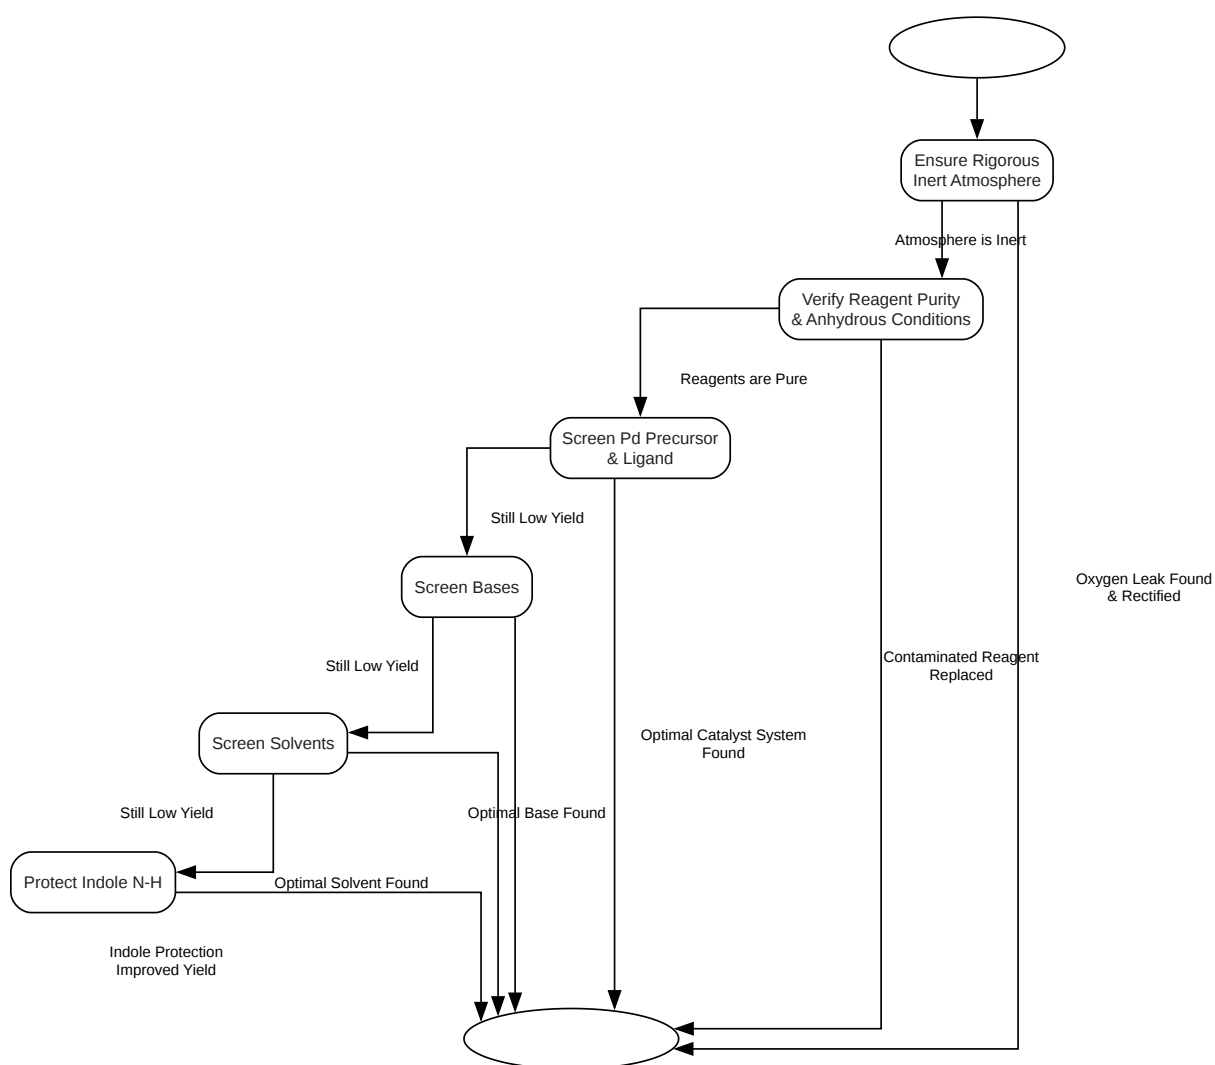 Ensure Rigorous
Inert Atmosphere
Atmosphere is Inert
Verify Reagent Purity
& Anhydrous Conditions
Reagents are Pure
Screen Pd Precursor
& Ligand
Still Low Yield
Screen Bases
Oxygen Leak Found
& Rectified
Still Low Yield
Contaminated Reagent
Replaced
Screen Solvents
Optimal Catalyst System
Found
Still Low Yield
Optimal Base Found
Protect Indole N-H
Optimal Solvent Found
Indole Protection
Improved Yield